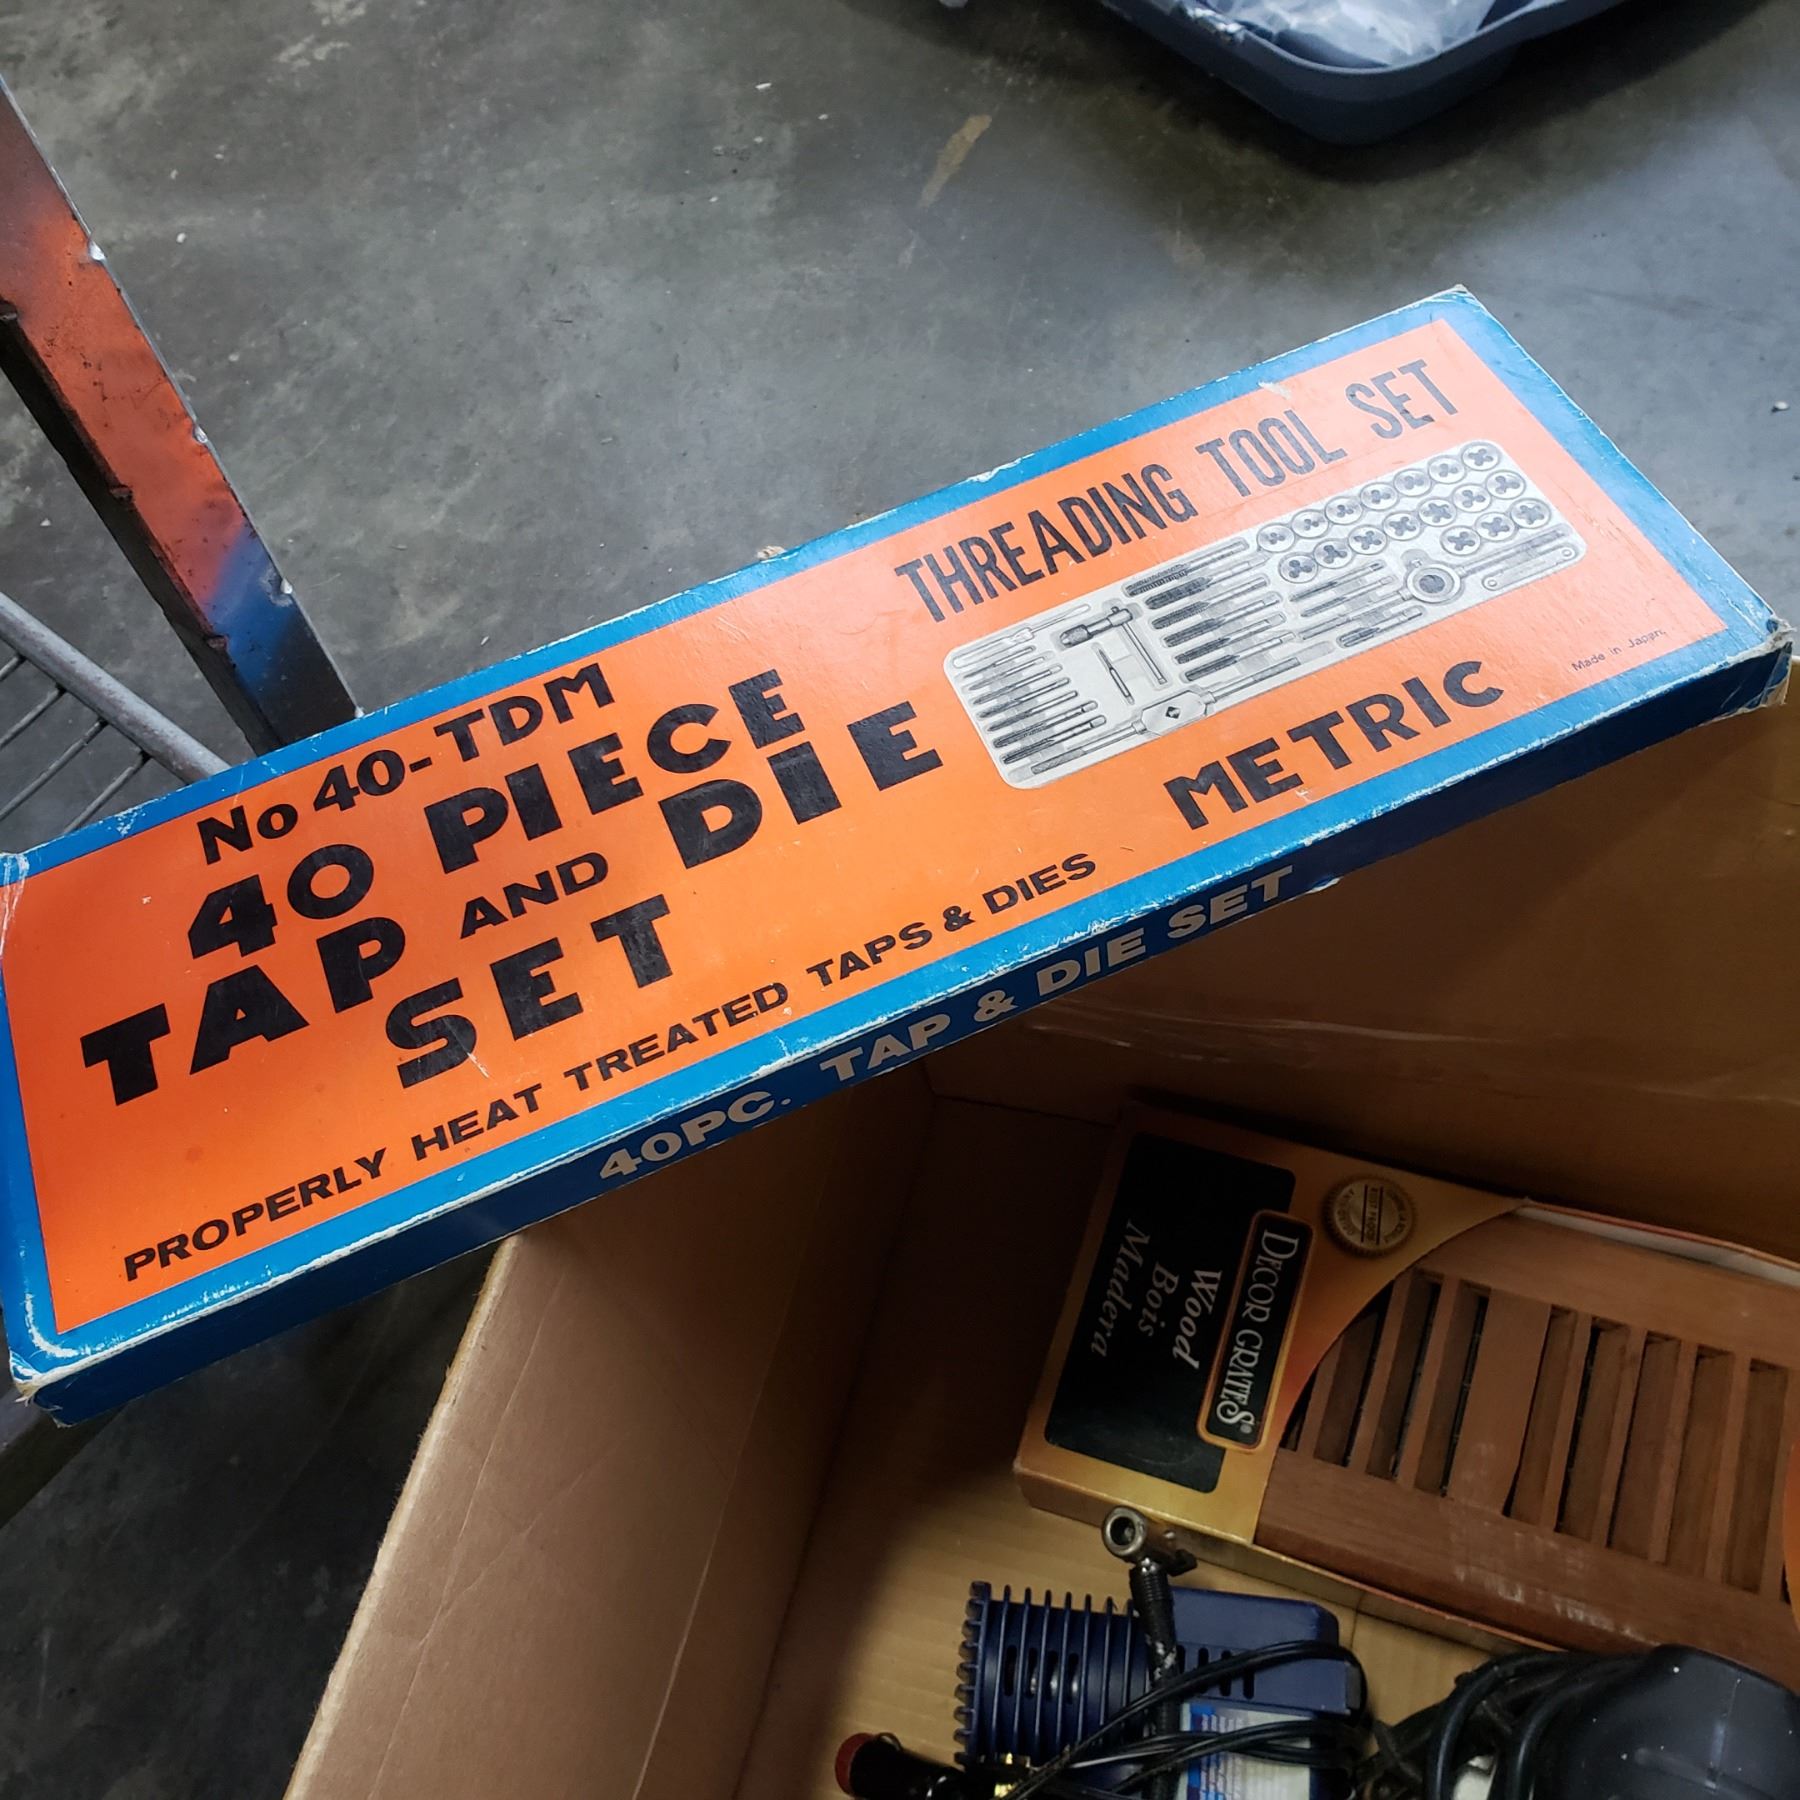 No 40-TDM
40 PIECE
TAP AND DIE
SET
PROPERLY HEAT TREATED TAPS & DIES
THREADING TOOL SET
METRIC
Made in Japan
40PC. TAP & DIE SET
DECOR GRATES®
Wood
Bois
Madera